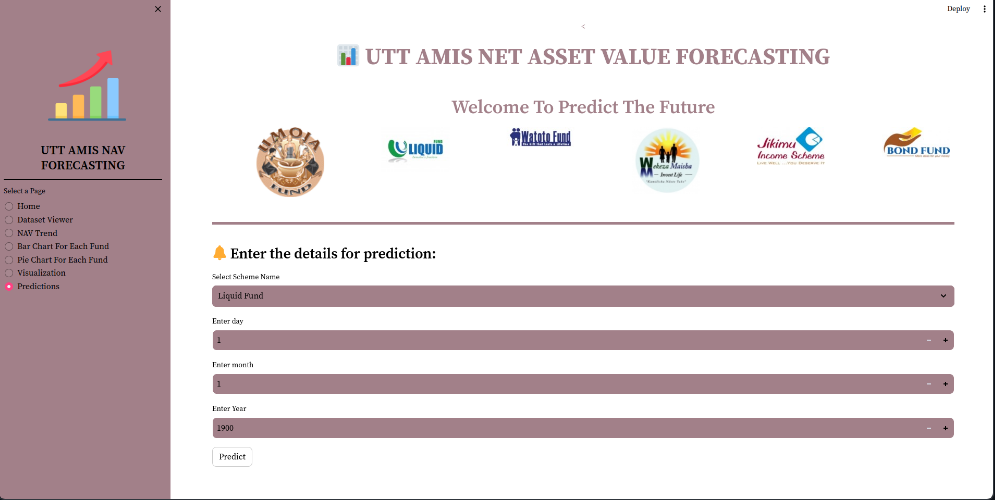 Deploy
<
UTT AMIS NET ASSET VALUE FORECASTING
Welcome To Predict The Future
UMOJA
FUND
LIQUID
FUND
Watoto Fund
Wekeza Maisha
Invest Life
Jikimu
Income Scheme
BOND FUND
UTT AMIS NAV
FORECASTING
Select a Page
Home
Dataset Viewer
NAV Trend
Bar Chart For Each Fund
Pie Chart For Each Fund
Visualization
Predictions
Enter the details for prediction:
Select Scheme Name
Liquid Fund
Enter day
1
Enter month
1
Enter Year
1900
Predict